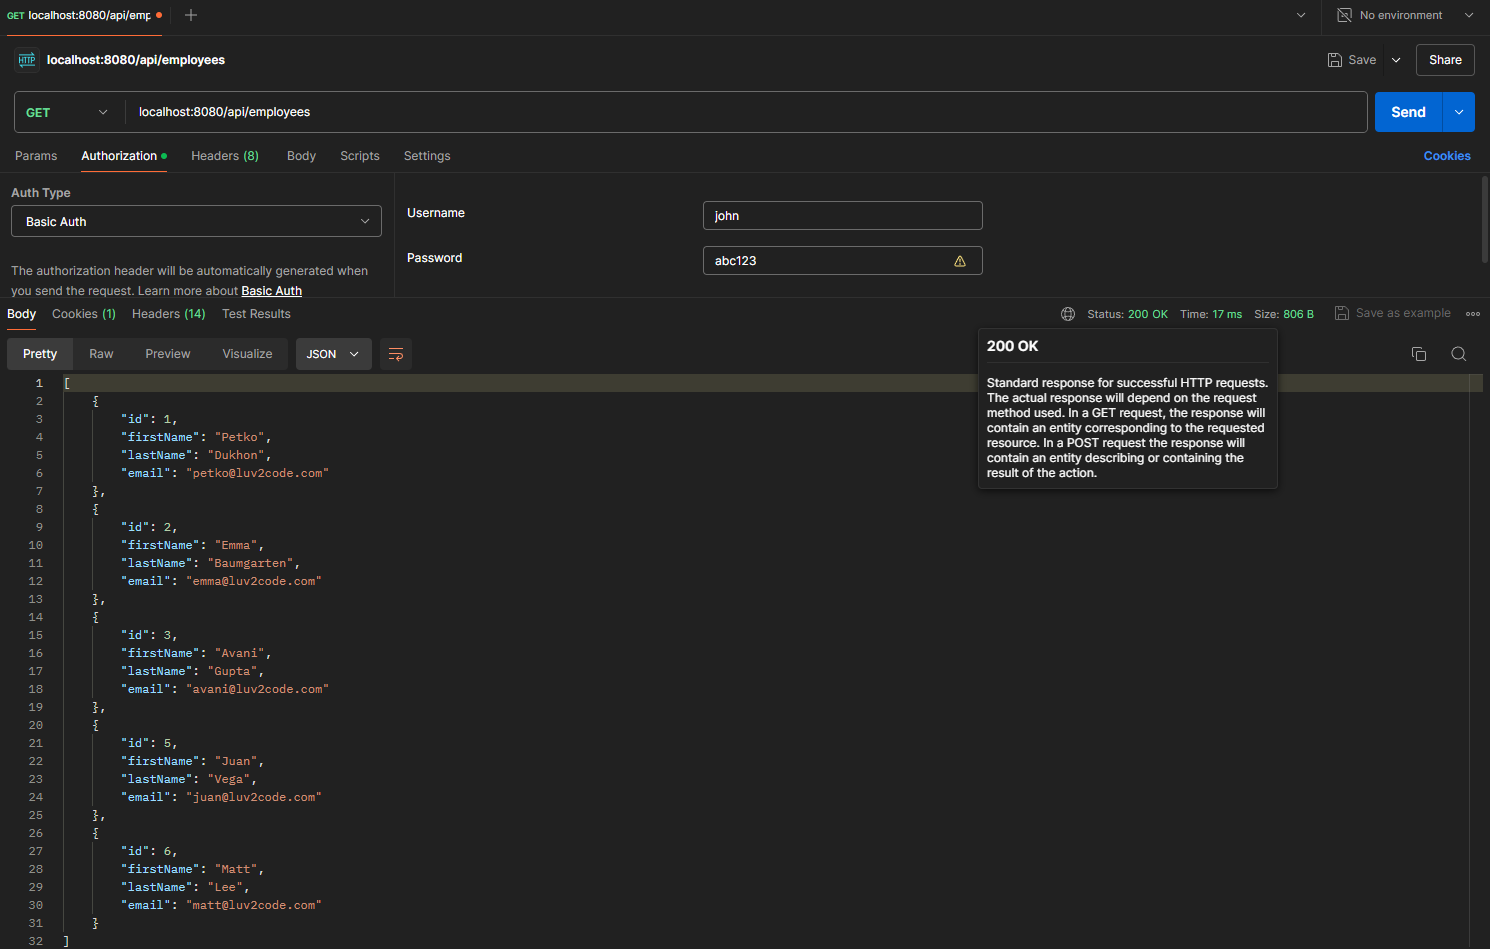 GET localhost:8080/api/emp
No environment
HTTP localhost:8080/api/employees
Save
Share
GET
localhost:8080/api/employees
Send
Params
Authorization
Headers (8)
Body
Scripts
Settings
Cookies
Auth Type
Basic Auth
The authorization header will be automatically generated when
you send the request. Learn more about Basic Auth
Username
john
Password
abc123
Body
Cookies (1)
Headers (14)
Test Results
Status: 200 OK
Time: 17 ms
Size: 806 B
Save as example
200 OK
Standard response for successful HTTP requests.
The actual response will depend on the request
method used. In a GET request, the response will
contain an entity corresponding to the requested
resource. In a POST request the response will
contain an entity describing or containing the
result of the action.
Pretty
Raw
Preview
Visualize
JSON
1 [
2 {
3 "id": 1,
4 "firstName": "Petko",
5 "lastName": "Dukhon",
6 "email": "petko@luv2code.com"
7 },
8 {
9 "id": 2,
10 "firstName": "Emma",
11 "lastName": "Baumgarten",
12 "email": "emma@luv2code.com"
13 },
14 {
15 "id": 3,
16 "firstName": "Avani",
17 "lastName": "Gupta",
18 "email": "avani@luv2code.com"
19 },
20 {
21 "id": 5,
22 "firstName": "Juan",
23 "lastName": "Vega",
24 "email": "juan@luv2code.com"
25 },
26 {
27 "id": 6,
28 "firstName": "Matt",
29 "lastName": "Lee",
30 "email": "matt@luv2code.com"
31 }
32 ]